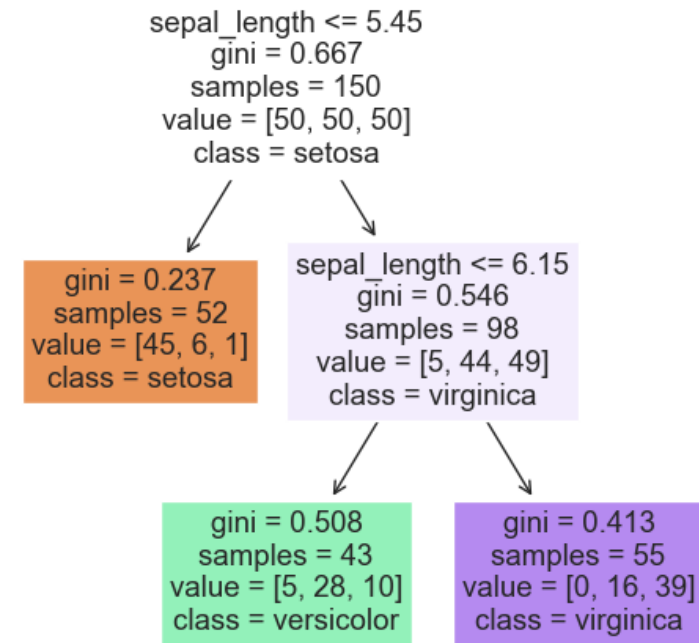 sepal_length <= 5.45
gini = 0.667
samples = 150
value = [50, 50, 50]
class = setosa
gini = 0.237
samples = 52
value = [45, 6, 1]
class = setosa
sepal_length <= 6.15
gini = 0.546
samples = 98
value = [5, 44, 49]
class = virginica
gini = 0.508
samples = 43
value = [5, 28, 10]
class = versicolor
gini = 0.413
samples = 55
value = [0, 16, 39]
class = virginica